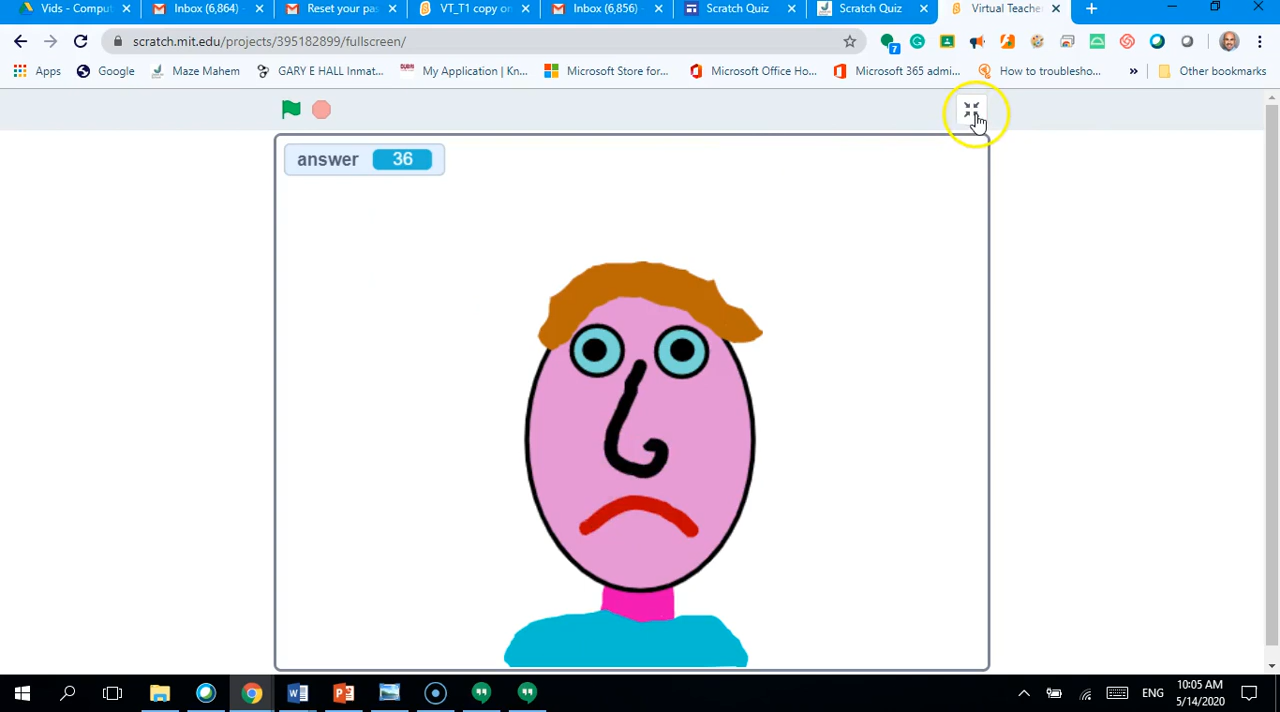 Vids - Comput
Inbox (6,864)
Reset your pas
VT_T1 copy on
Inbox (6,856)
Scratch Quiz
Scratch Quiz
Virtual Teache
scratch.mit.edu/projects/395182899/fullscreen/
7
Apps
Google
Maze Mahem
GARY E HALL Inmat...
My Application | Kn...
Microsoft Store for...
Microsoft Office Ho...
Microsoft 365 admi...
How to troublesho...
»
Other bookmarks
answer 36
ENG
10:05 AM
5/14/2020